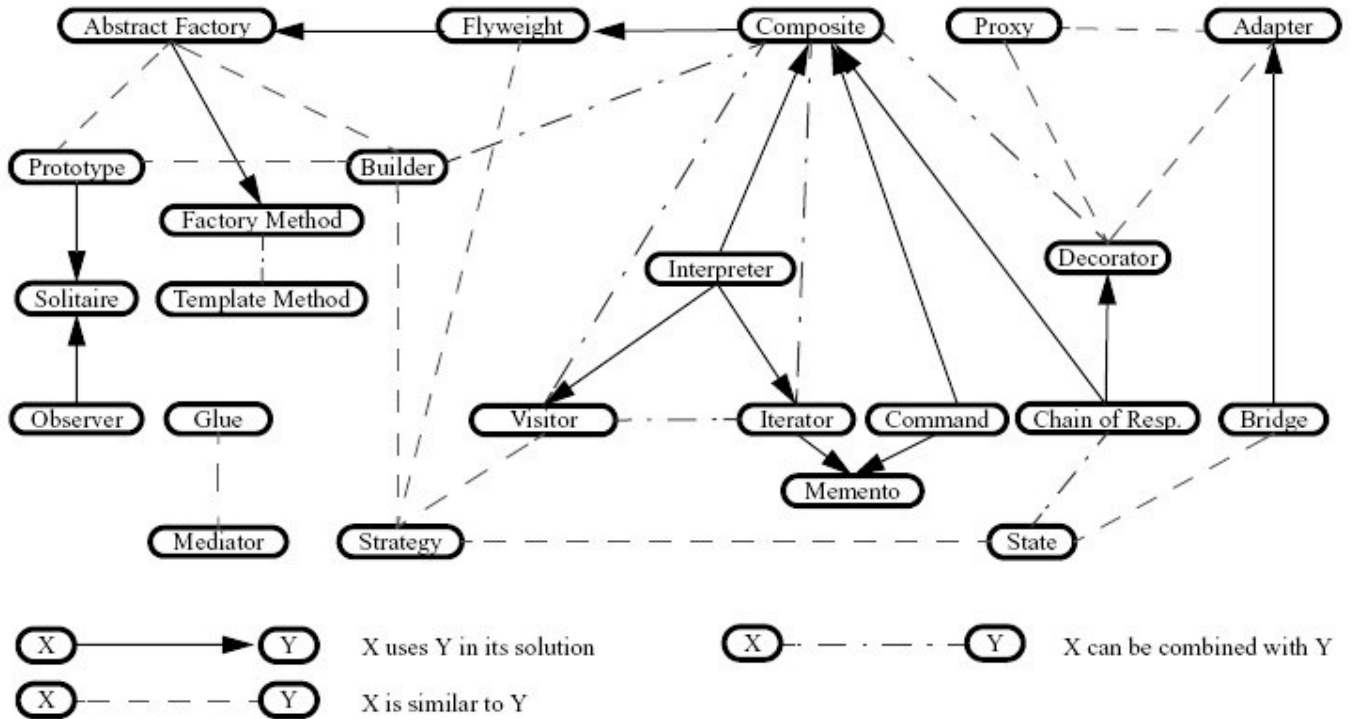 Abstract Factory
Flyweight
Composite
Proxy
Adapter
Prototype
Builder
Factory Method
Decorator
Interpreter
Solitaire
Template Method
Observer
Glue
Visitor
Iterator
Command
Chain of Resp.
Bridge
Memento
Mediator
Strategy
State
X
Y
X uses Y in its solution
X
Y
X can be combined with Y
X
Y
X is similar to Y